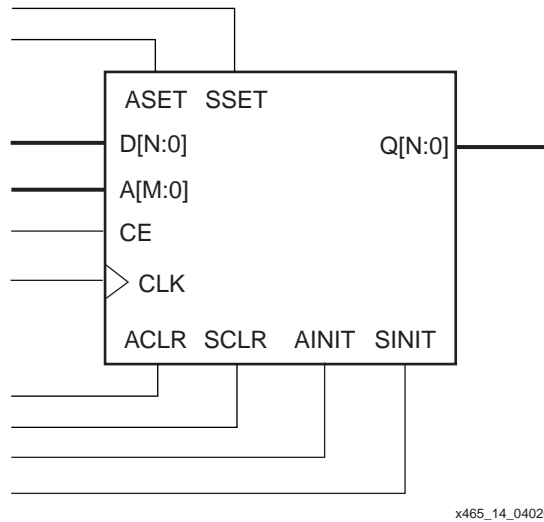 ASET SSET
D[N:0]
Q[N:0]
A[M:0]
CE
CLK
ACLR SCLR AINIT SINIT
x465_14_0402